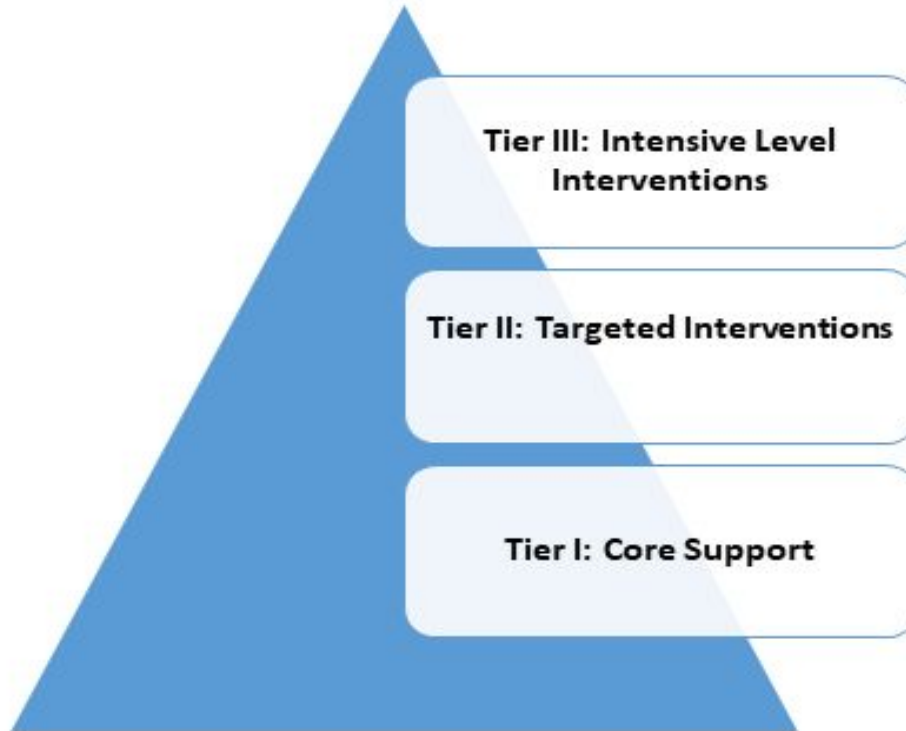 Tier III: Intensive Level
Interventions
Tier II: Targeted Interventions
Tier I: Core Support